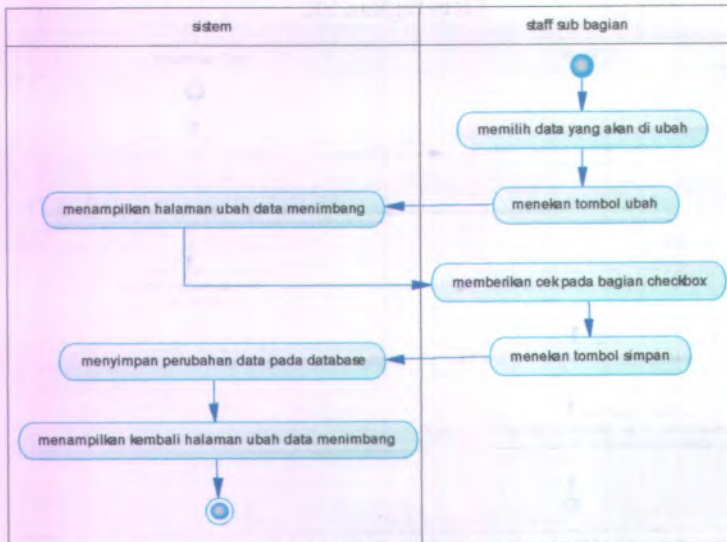 sistem
staff sub bagian
memilih data yang akan di ubah
menekan tombol ubah
menampilkan halaman ubah data menimbang
memberikan cek pada bagian checkbox
menekan tombol simpan
menyimpan perubahan data pada database
menampilkan kembali halaman ubah data menimbang